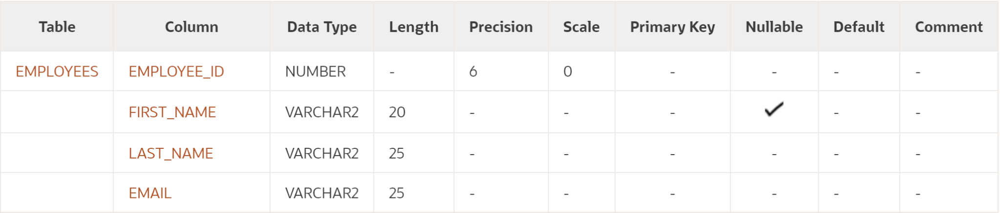 Table Column Data Type Length Precision Scale Primary Key Nullable Default Comment
EMPLOYEES EMPLOYEE_ID NUMBER - 6 0 - - - -
FIRST_NAME VARCHAR2 20 - - - ✓ - -
LAST_NAME VARCHAR2 25 - - - - - -
EMAIL VARCHAR2 25 - - - - - -